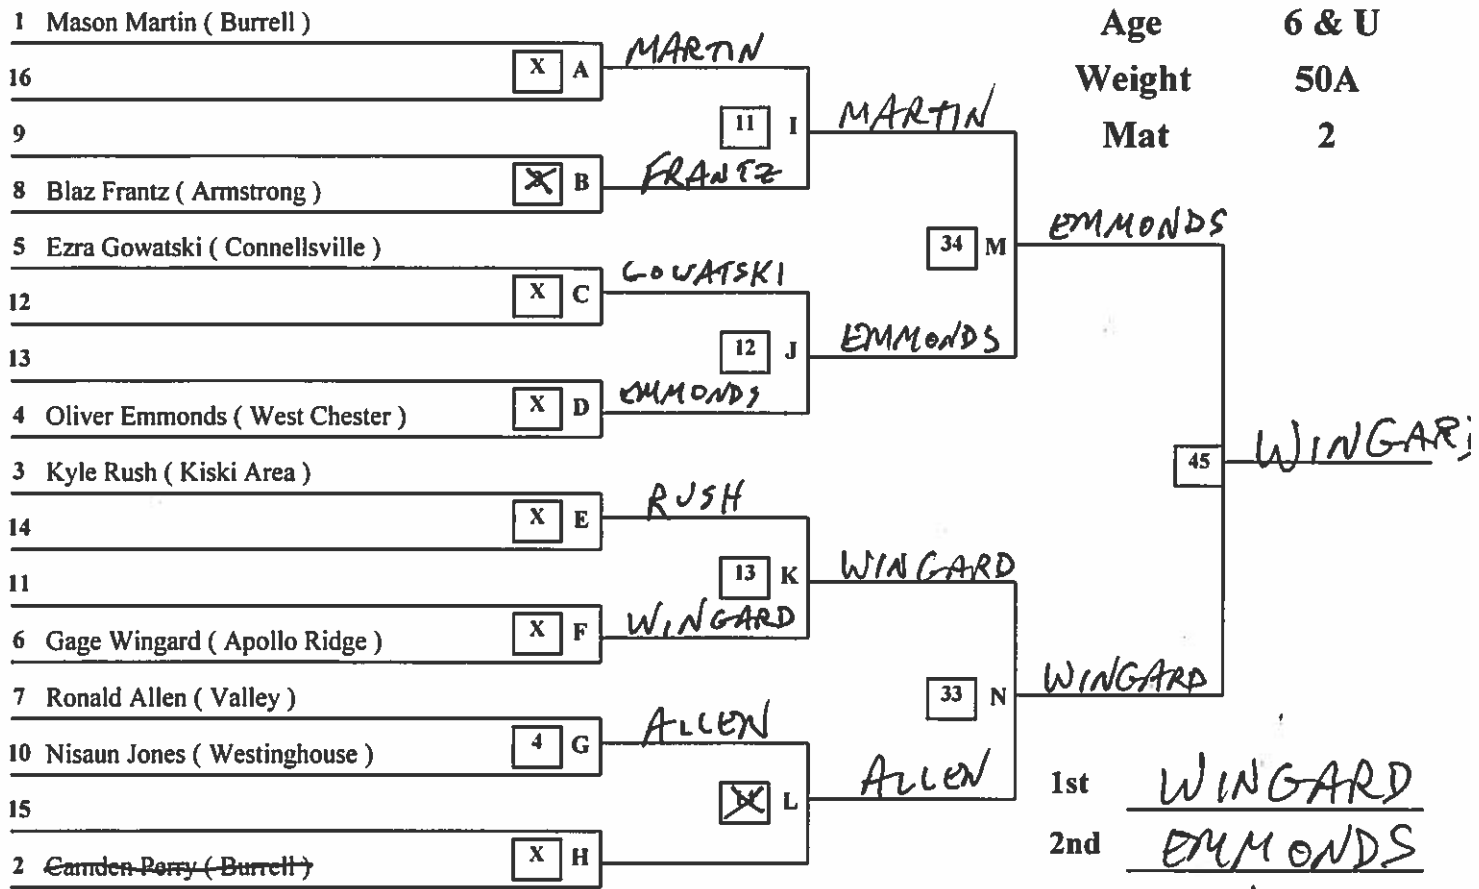 1 Mason Martin ( Burrell )
Age 6 & U
X A MARTIN
16
Weight 50A
11 I MARTIN
9
Mat 2
B FRANTZ
8 Blaz Frantz ( Armstrong )
5 Ezra Gowatski ( Connellsville )
34 M EMMONDS
X C GOWATSKI
12
12 J EMMONDS
13
X D EMMONDS
4 Oliver Emmonds ( West Chester )
45 WINGARD
3 Kyle Rush ( Kiski Area )
X E RUSH
14
13 K WINGARD
11
X F WINGARD
6 Gage Wingard ( Apollo Ridge )
7 Ronald Allen ( Valley )
33 N WINGARD
4 G ALLEN
10 Nisaun Jones ( Westinghouse )
L ALLEN
1st WINGARD
15
X H
2nd EMMONDS
2 Camden Perry ( Burrell )